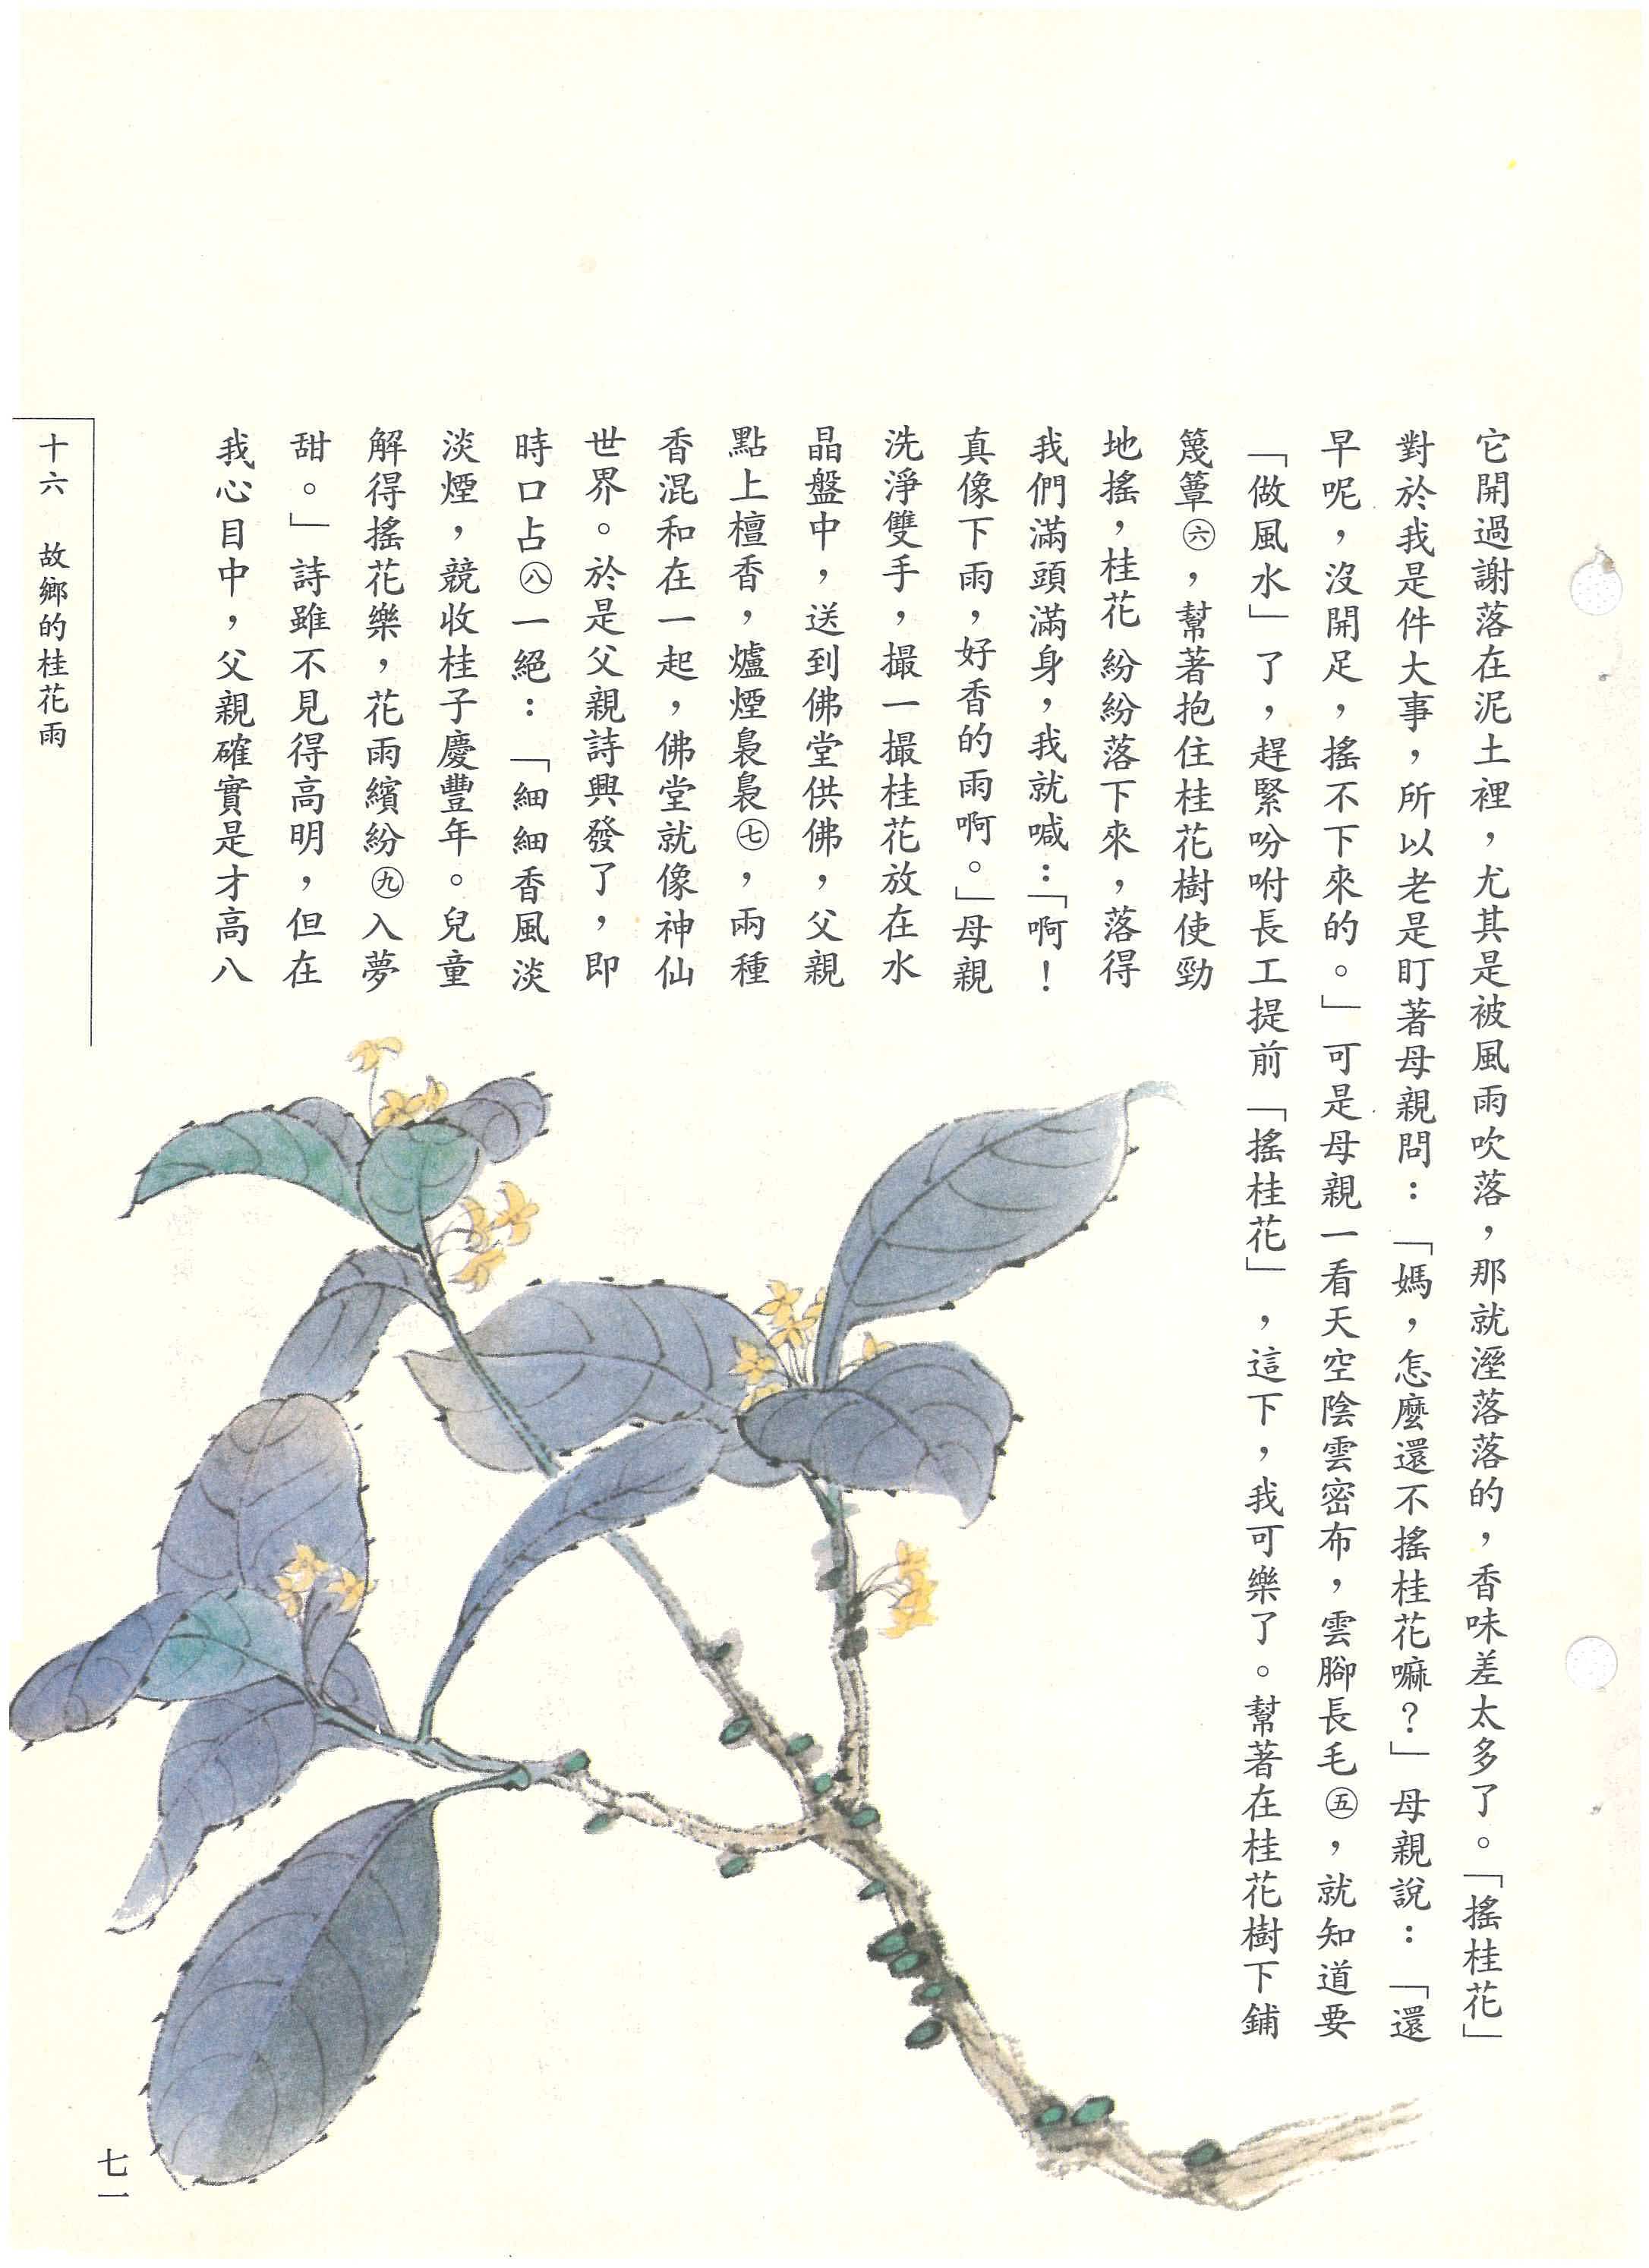 它開過謝落在泥土裡，尤其是被風雨吹落，那就溼落落的，香味差太多了。「搖桂花」
對於我是件大事，所以老是盯著母親問：「媽，怎麼還不搖桂花嘛？」母親說：「還
早呢，沒開足，搖不下來的。」可是母親一看天空陰雲密布，雲腳長毛㊄，就知道要
「做風水」了，趕緊吩咐長工提前「搖桂花」，這下，我可樂了。幫著在桂花樹下鋪
篾簟㊅，幫著抱住桂花樹使勁
地搖，桂花紛紛落下來，落得
我們滿頭滿身，我就喊：「啊！
真像下雨，好香的雨啊。」母親
洗淨雙手，撮一撮桂花放在水
晶盤中，送到佛堂供佛，父親
點上檀香，爐煙裊裊㊆，兩種
香混和在一起，佛堂就像神仙
世界。於是父親詩興發了，即
時口占㊇一絕：「細細香風淡
淡煙，競收桂子慶豐年。兒童
解得搖花樂，花雨繽紛㊈入夢
甜。」詩雖不見得高明，但在
我心目中，父親確實是才高八
十六　故鄉的桂花雨
七一